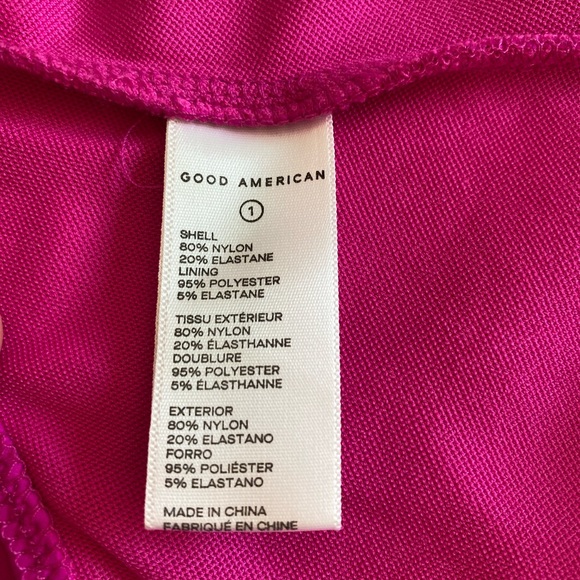 GOOD AMERICAN
1
SHELL
80% NYLON
20% ELASTANE
LINING
95% POLYESTER
5% ELASTANE
TISSU EXTÉRIEUR
80% NYLON
20% ÉLASTHANNE
DOUBLURE
95% POLYESTER
5% ÉLASTHANNE
EXTERIOR
80% NYLON
20% ELASTANO
FORRO
95% POLIÉSTER
5% ELASTANO
MADE IN CHINA
FABRIQUÉ EN CHINE